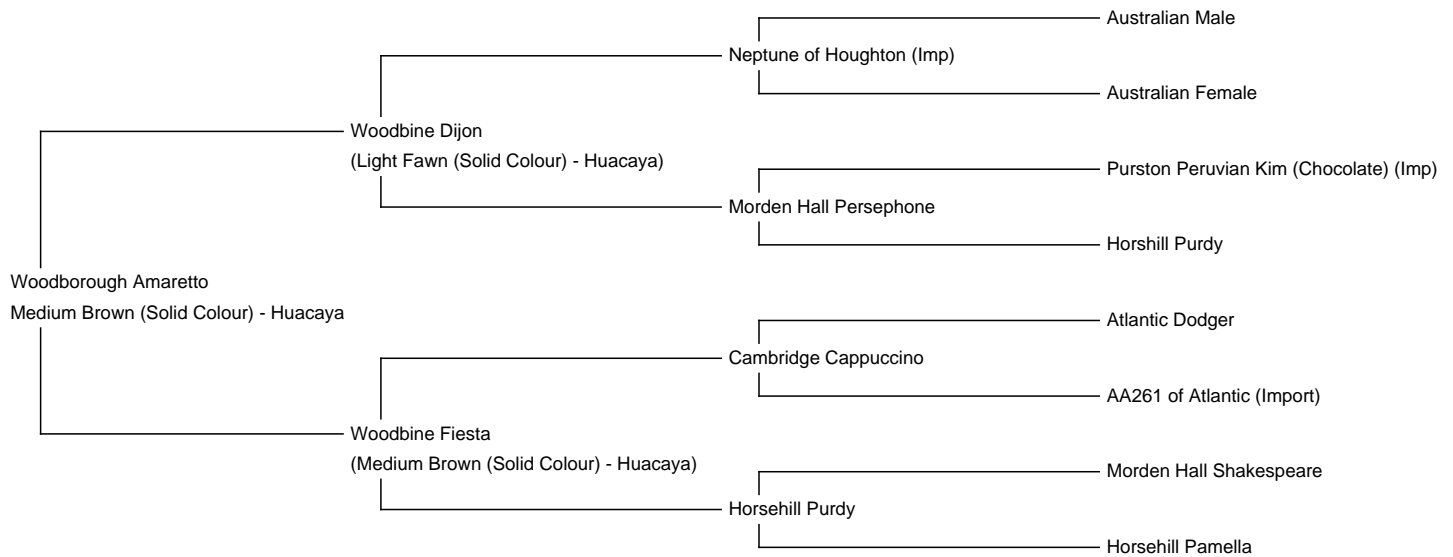 Australian Male
Neptune of Houghton (Imp)
Australian Female
Woodbine Dijon
(Light Fawn (Solid Colour) - Huacaya)
Purston Peruvian Kim (Chocolate) (Imp)
Morden Hall Persephone
Horshill Purdy
Woodborough Amaretto
Medium Brown (Solid Colour) - Huacaya
Atlantic Dodger
Cambridge Cappuccino
AA261 of Atlantic (Import)
Woodbine Fiesta
(Medium Brown (Solid Colour) - Huacaya)
Morden Hall Shakespeare
Horsehill Purdy
Horsehill Pamella